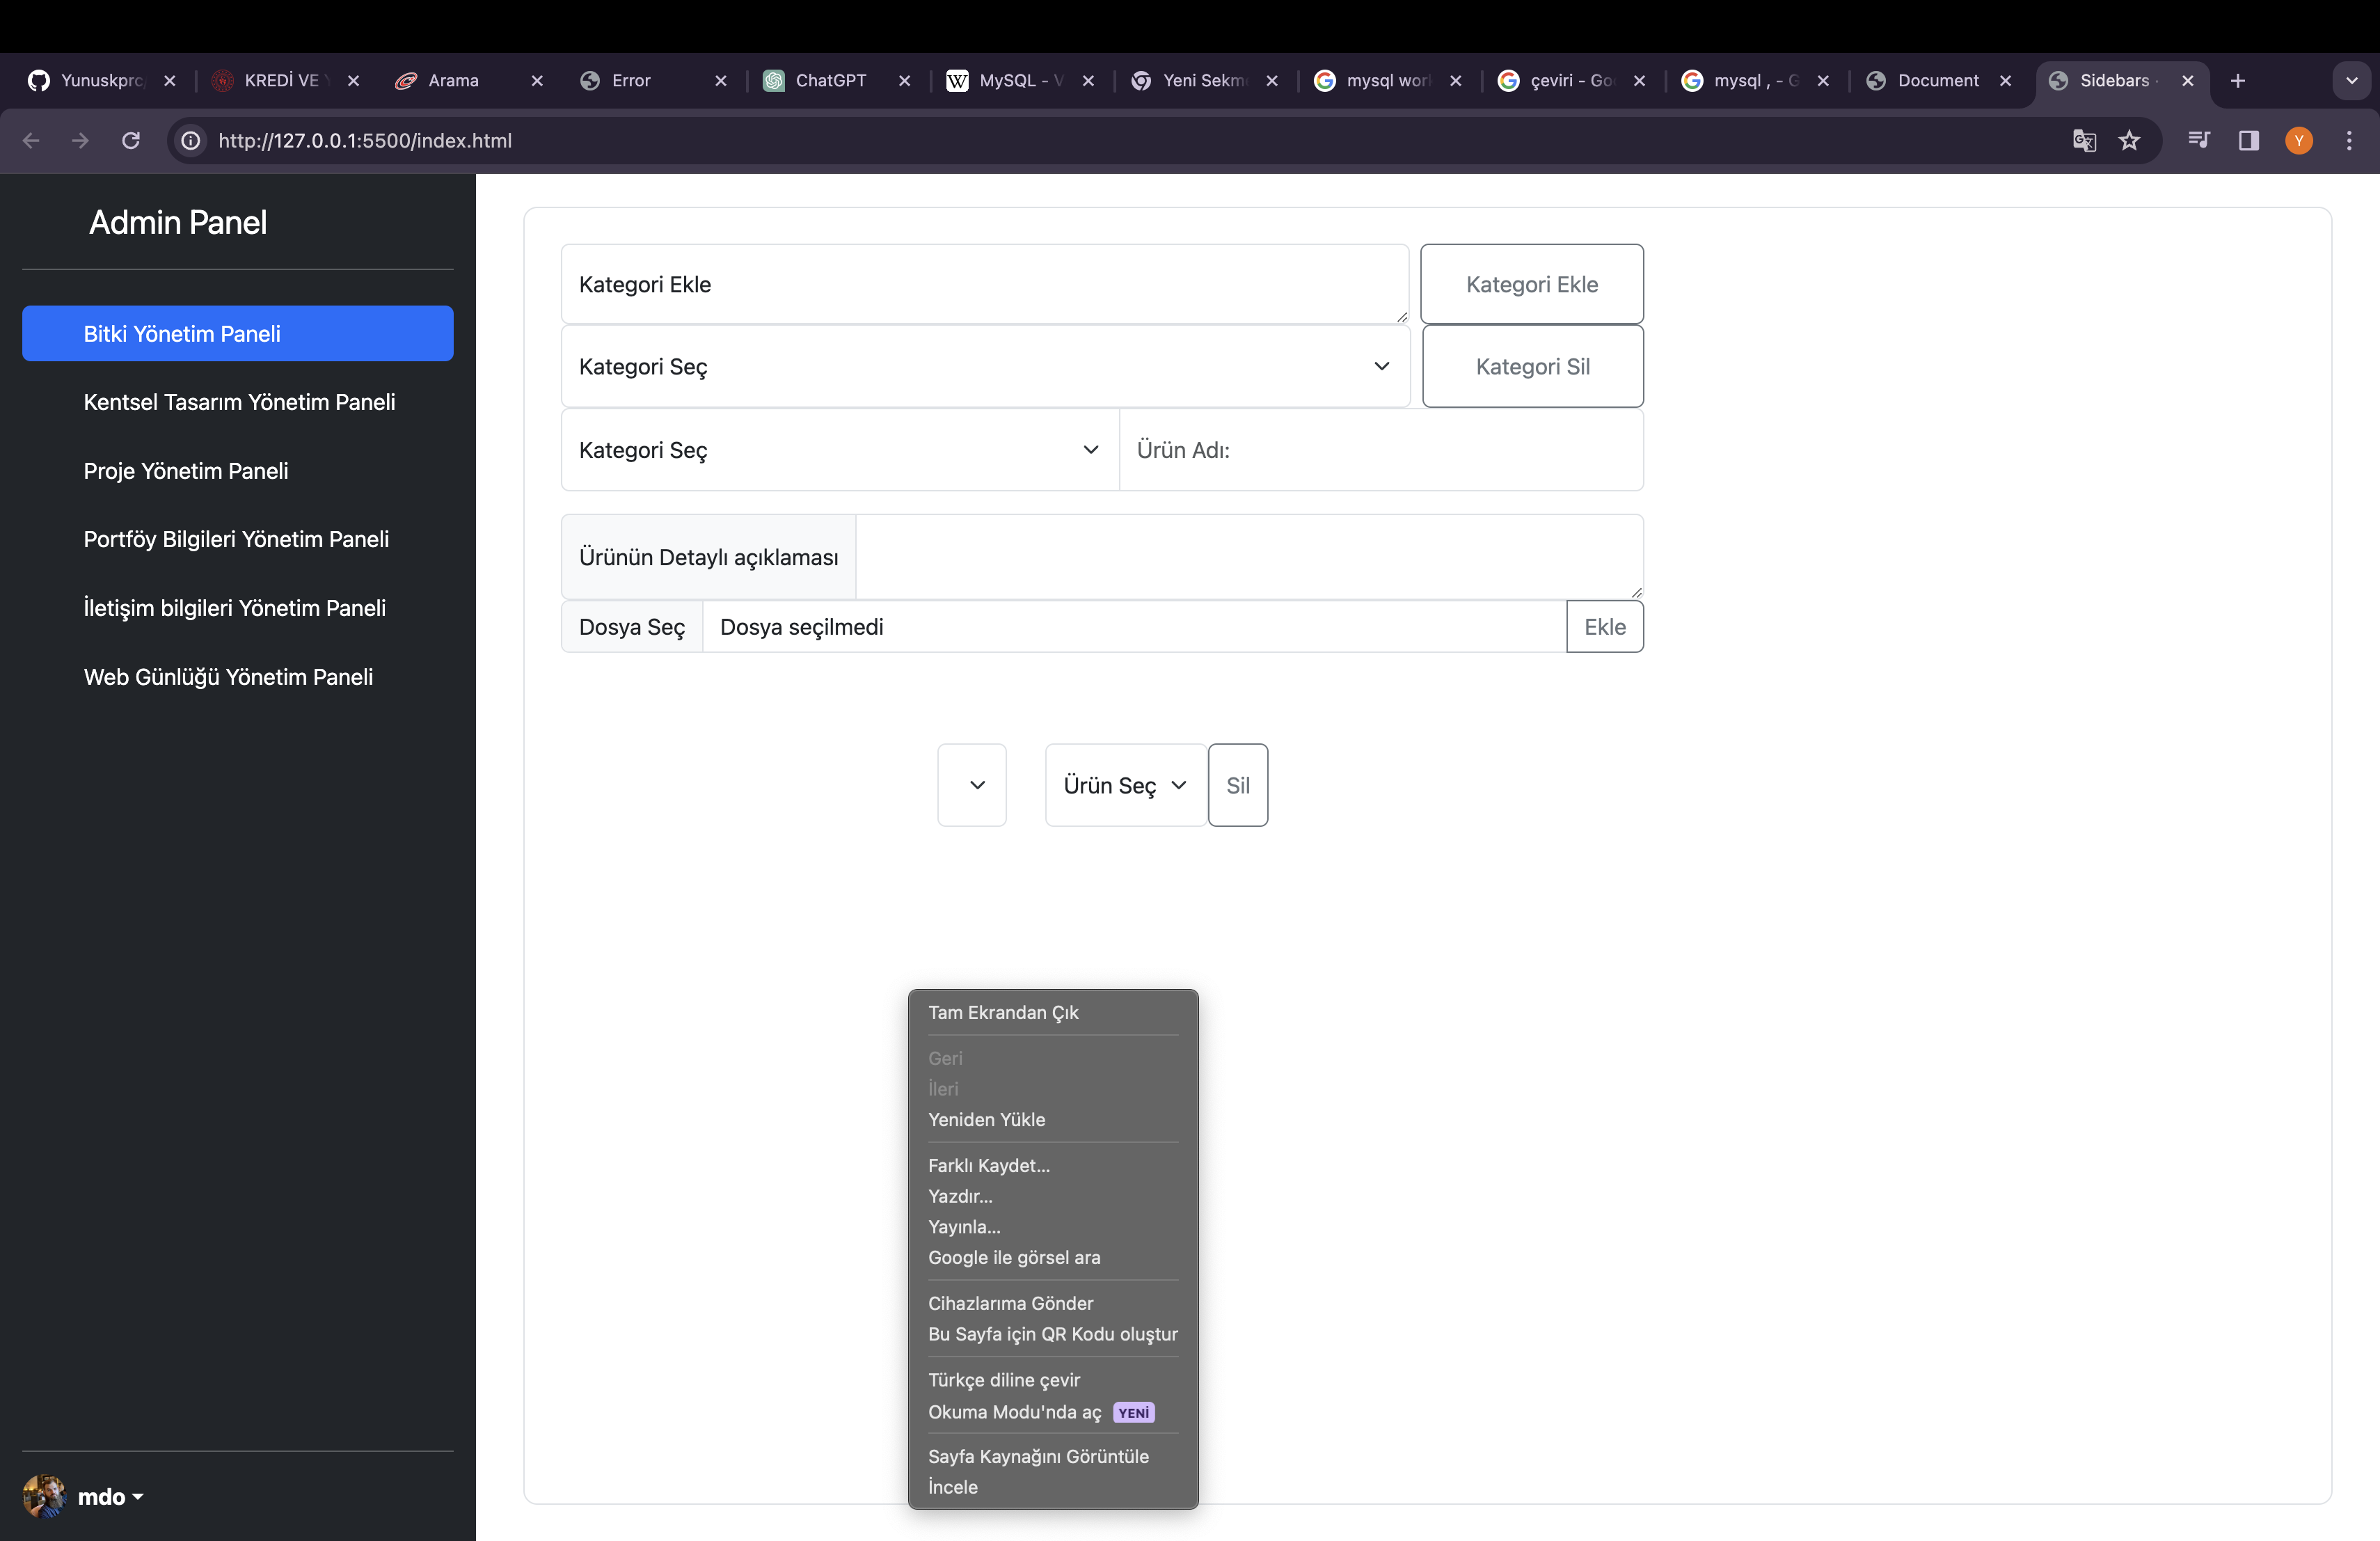 Yunuskpro
KREDİ VE Y
Arama
Error
ChatGPT
MySQL - V
Yeni Sekme
mysql work
çeviri - Goo
mysql , - G
Document
Sidebars ·
http://127.0.0.1:5500/index.html
Y
Admin Panel
Bitki Yönetim Paneli
Kentsel Tasarım Yönetim Paneli
Proje Yönetim Paneli
Portföy Bilgileri Yönetim Paneli
İletişim bilgileri Yönetim Paneli
Web Günlüğü Yönetim Paneli
mdo
Kategori Ekle
Kategori Ekle
Kategori Seç
Kategori Sil
Kategori Seç
Ürün Adı:
Ürünün Detaylı açıklaması
Dosya Seç
Dosya seçilmedi
Ekle
Ürün Seç
Sil
Tam Ekrandan Çık
Geri
İleri
Yeniden Yükle
Farklı Kaydet...
Yazdır...
Yayınla...
Google ile görsel ara
Cihazlarıma Gönder
Bu Sayfa için QR Kodu oluştur
Türkçe diline çevir
Okuma Modu'nda aç YENİ
Sayfa Kaynağını Görüntüle
İncele